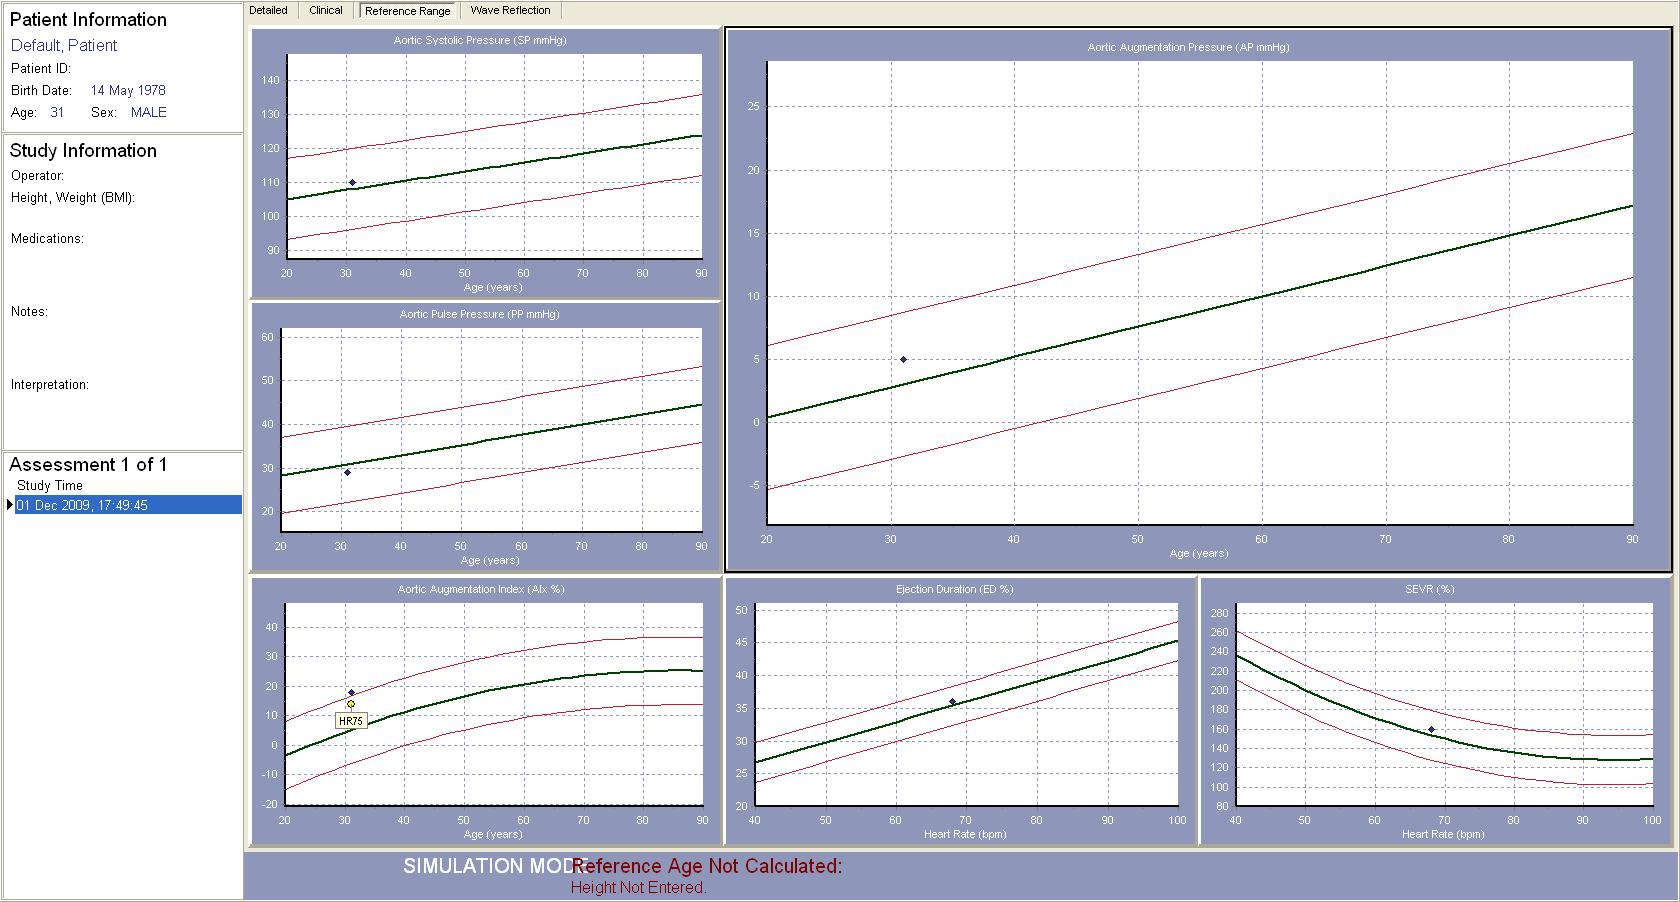 Patient Information
Default, Patient
Patient ID:
Birth Date: 14 May 1978
Age: 31 Sex: MALE
Study Information
Operator:
Height, Weight (BMI):
Medications:
Notes:
Interpretation:
Assessment 1 of 1
Study Time
01 Dec 2009, 17:49:45
Detailed Clinical Reference Range Wave Reflection
Aortic Systolic Pressure (SP mmHg)
140
130
120
110
100
90
20 30 40 50 60 70 80 90
Age (years)
Aortic Pulse Pressure (PP mmHg)
60
50
40
30
20
20 30 40 50 60 70 80 90
Age (years)
Aortic Augmentation Pressure (AP mmHg)
25
20
15
10
5
0
-5
20 30 40 50 60 70 80 90
Age (years)
Aortic Augmentation Index (AIx %)
40
30
20
10
0
-10
-20
HR75
20 30 40 50 60 70 80 90
Age (years)
Ejection Duration (ED %)
50
45
40
35
30
25
20
40 50 60 70 80 90 100
Heart Rate (bpm)
SEVR (%)
280
260
240
220
200
180
160
140
120
100
80
40 50 60 70 80 90 100
Heart Rate (bpm)
SIMULATION MODE
Reference Age Not Calculated:
Height Not Entered.